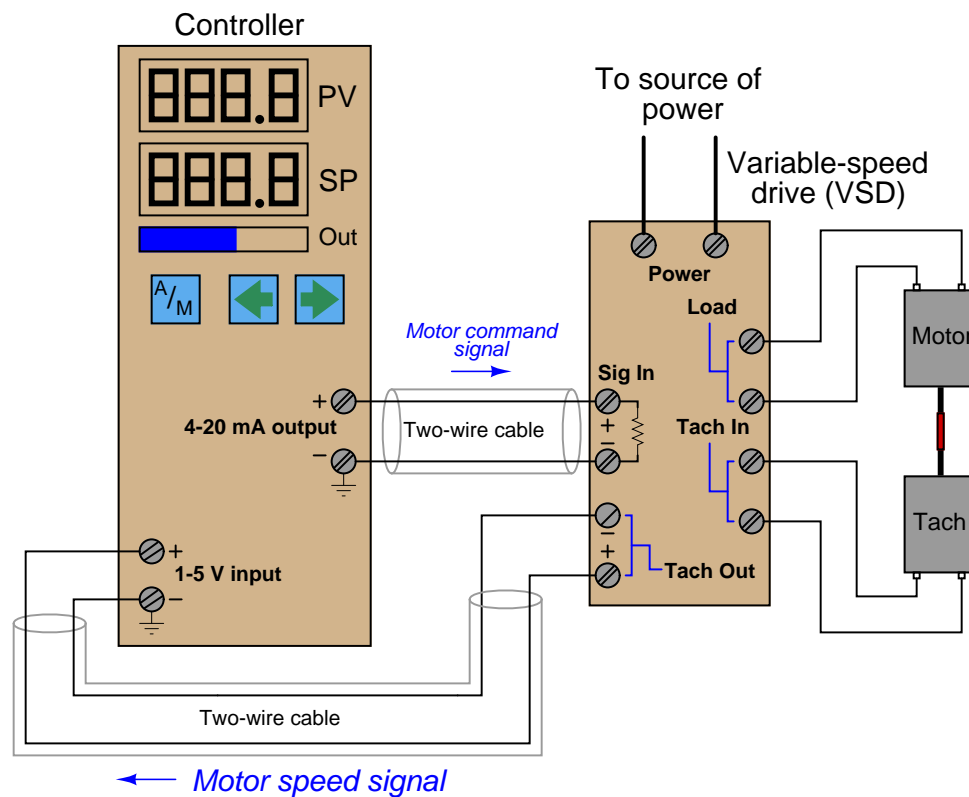 Controller
888.8 PV
888.8 SP
Out
A/M
To source of
power
Variable-speed
drive (VSD)
Power
Load
Motor
Motor command
signal
Sig In
+
4-20 mA output
Two-wire cable
+
−
Tach In
−
Tach
+
1-5 V input
−
−
+
Tach Out
Two-wire cable
Motor speed signal